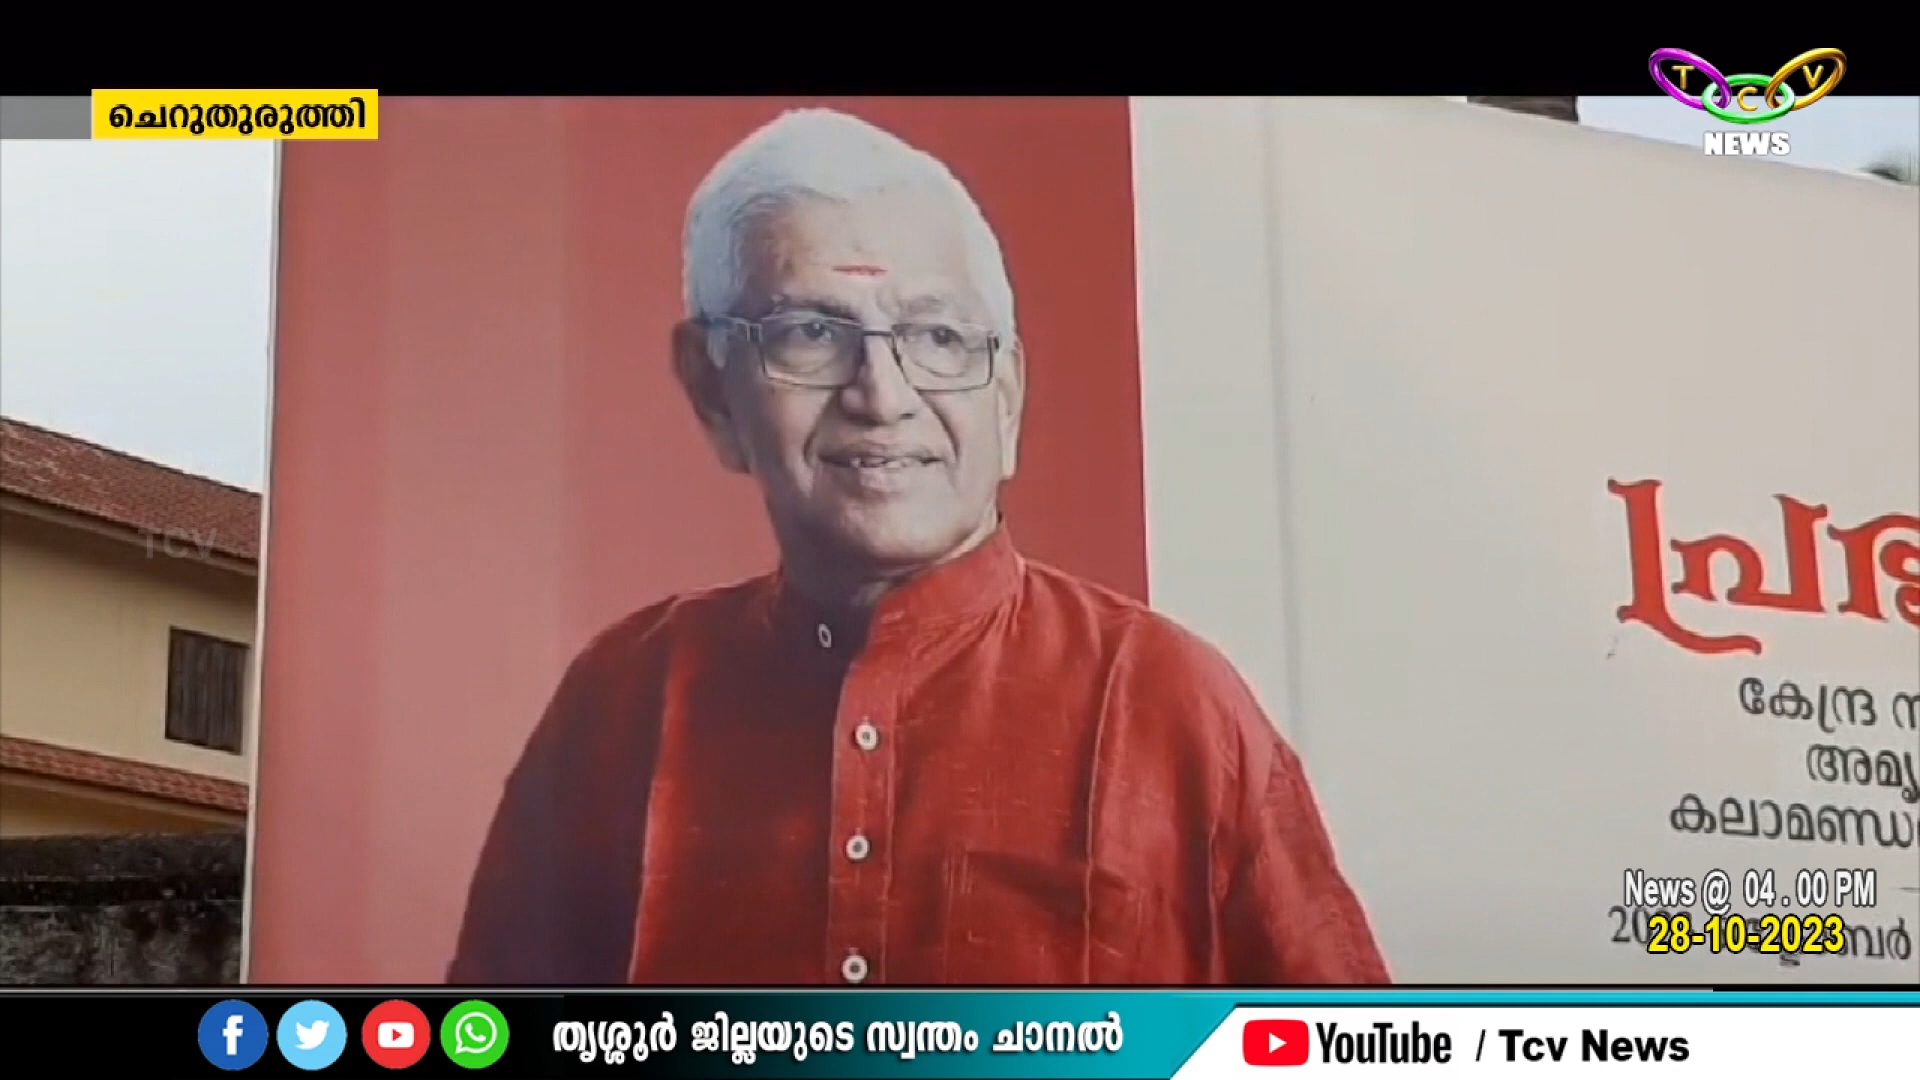 ചെറുതുരുത്തി
T C V
NEWS
TCV
കേന്ദ്ര
കലാമണ്ഡ
News @ 04 . 00 PM
28-10-2023
തൃശ്ശൂർ ജില്ലയുടെ സ്വന്തം ചാനൽ
YouTube / Tcv News